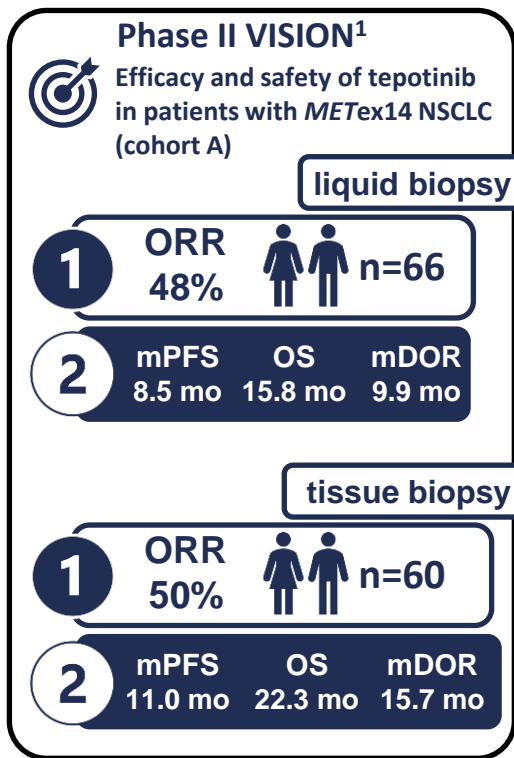 Phase II VISION¹
Efficacy and safety of tepotinib
in patients with METex14 NSCLC
(cohort A)
liquid biopsy
1
ORR
48%
n=66
2
mPFS OS mDOR
8.5 mo 15.8 mo 9.9 mo
tissue biopsy
1
ORR
50%
n=60
2
mPFS OS mDOR
11.0 mo 22.3 mo 15.7 mo